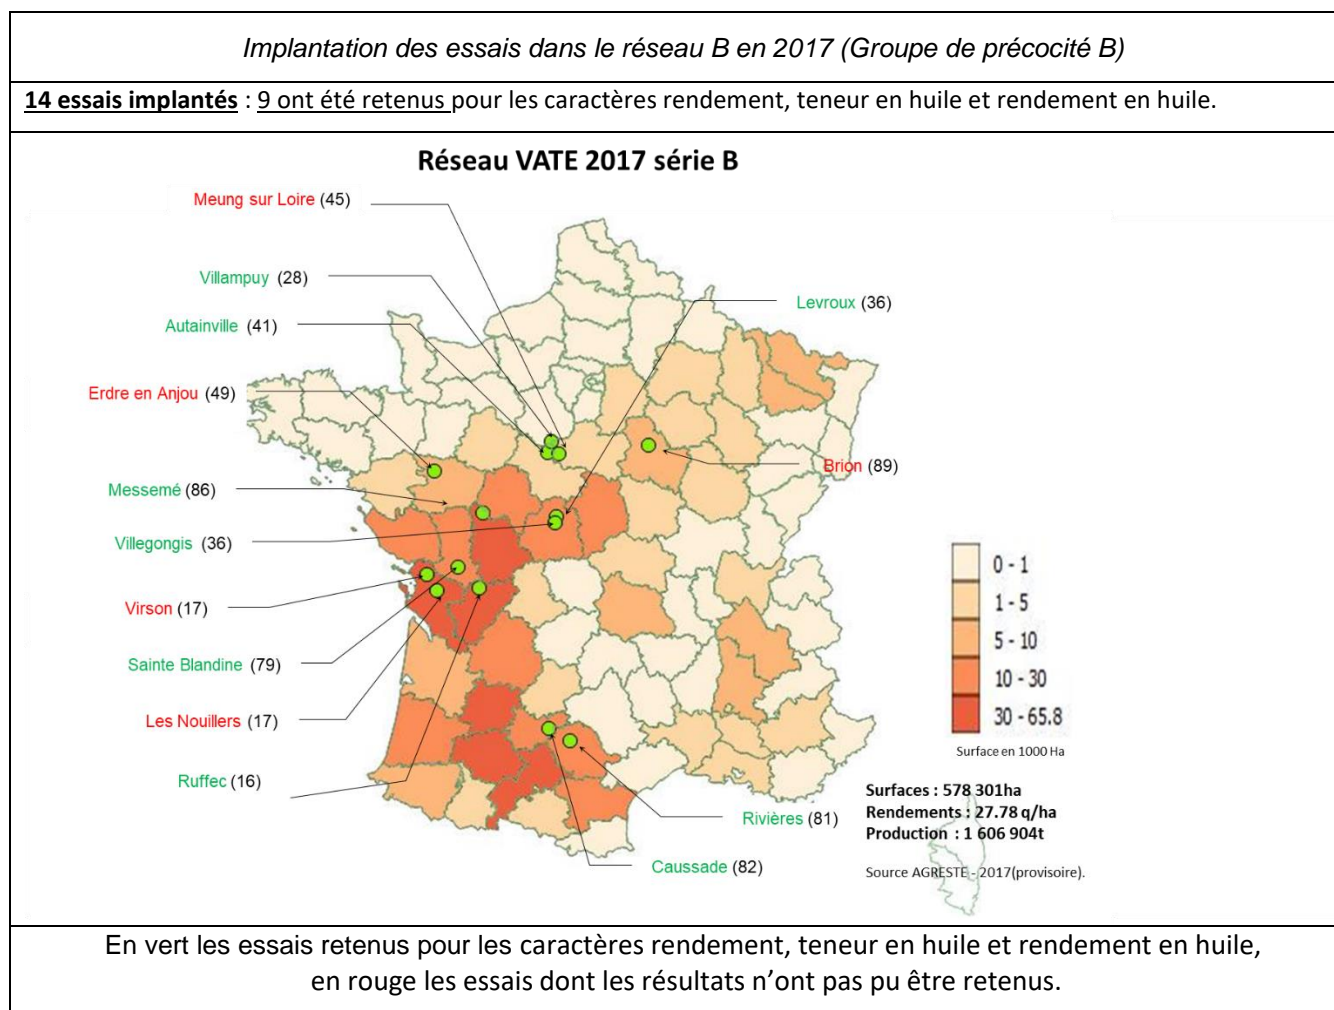 Implantation des essais dans le réseau B en 2017 (Groupe de précocité B)
14 essais implantés : 9 ont été retenus pour les caractères rendement, teneur en huile et rendement en huile.
Réseau VATE 2017 série B
Meung sur Loire (45)
Villampuy (28)
Levroux (36)
Autainville (41)
Erdre en Anjou (49)
Brion (89)
Messemé (86)
Villegongis (36)
Virson (17)
Sainte Blandine (79)
Les Nouillers (17)
Ruffec (16)
Rivières (81)
Caussade (82)
0 - 1
1 - 5
5 - 10
10 - 30
30 - 65.8
Surface en 1000 Ha
Surfaces : 578 301ha
Rendements : 27.78 q/ha
Production : 1 606 904t
Source AGRESTE - 2017(provisoire).
En vert les essais retenus pour les caractères rendement, teneur en huile et rendement en huile,
en rouge les essais dont les résultats n’ont pas pu être retenus.